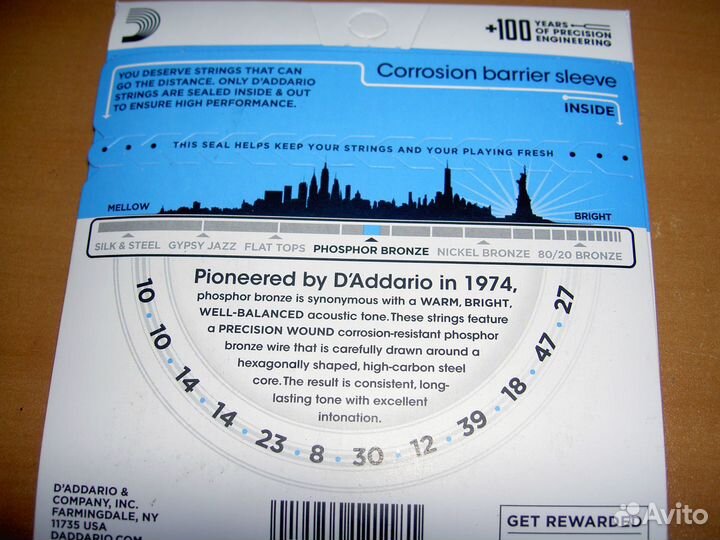 +100 YEARS
OF PRECISION
ENGINEERING
YOU DESERVE STRINGS THAT CAN
GO THE DISTANCE. ONLY D'ADDARIO
STRINGS ARE SEALED INSIDE & OUT
TO ENSURE HIGH PERFORMANCE.
Corrosion barrier sleeve
INSIDE
THIS SEAL HELPS KEEP YOUR STRINGS AND YOUR PLAYING FRESH
MELLOW
BRIGHT
SILK & STEEL GYPSY JAZZ FLAT TOPS PHOSPHOR BRONZE NICKEL BRONZE 80/20 BRONZE
Pioneered by D'Addario in 1974,
phosphor bronze is synonymous with a WARM, BRIGHT,
WELL-BALANCED acoustic tone. These strings feature
a PRECISION WOUND corrosion-resistant phosphor
bronze wire that is carefully drawn around a
hexagonally shaped, high-carbon steel
core. The result is consistent, long-
lasting tone with excellent
intonation.
10 • 10 • 14 • 14 • 23 • 8 • 30 • 12 • 39 • 18 • 47 • 27
D'ADDARIO &
COMPANY, INC.
FARMINGDALE, NY
11735 USA
DADDARIO.COM
GET REWARDED
Avito